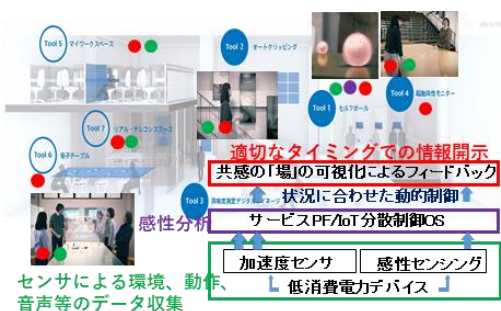 Tool 5
マイワークスペース
Tool 2
オートクリッピング
Tool 1
セルフボール
Tool 4
Tool 7
リアル・テレコンスブース
Tool 6
Tool 3
適切なタイミングでの情報開示
共感の「場」の可視化によるフィードバック
状況に合わせた動的制御
感性分析
サービスPF/IoT分散制御OS
加速度センサ
感性センシング
低消費電力デバイス
センサによる環境、動作、
音声等のデータ収集